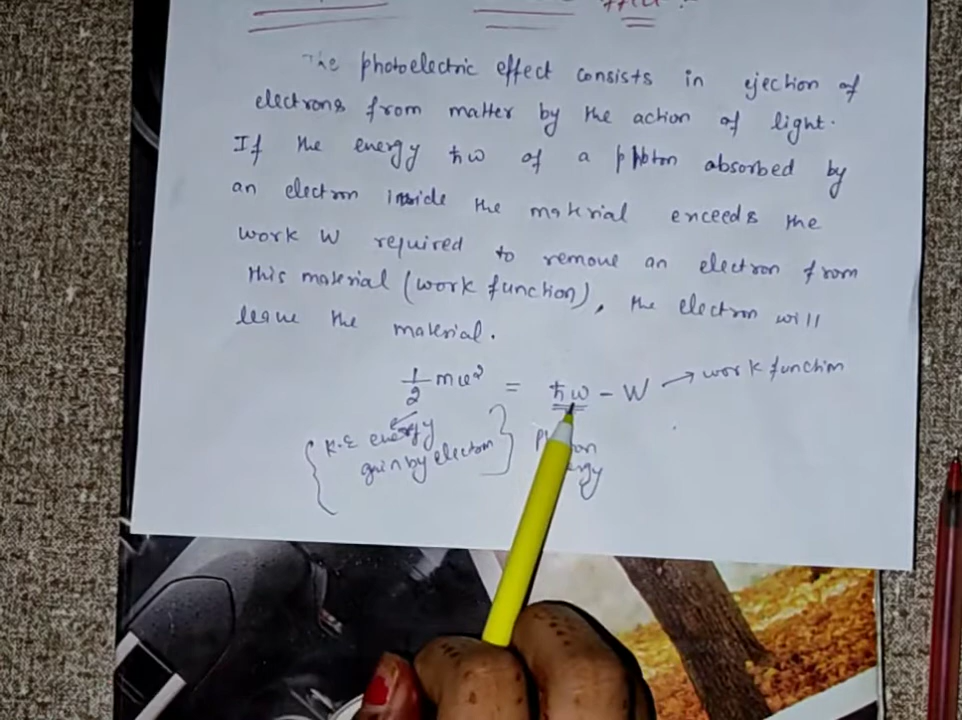 The photoelectric effect consists in ejection of
electrons from matter by the action of light.
If the energy ħω of a photon absorbed by
an electron inside the material exceeds the
work W required to remove an electron from
this material (work function), the electron will
leave the material.
1/2 mv² = ħω - W → work function
{ K.E energy
gain by electron }